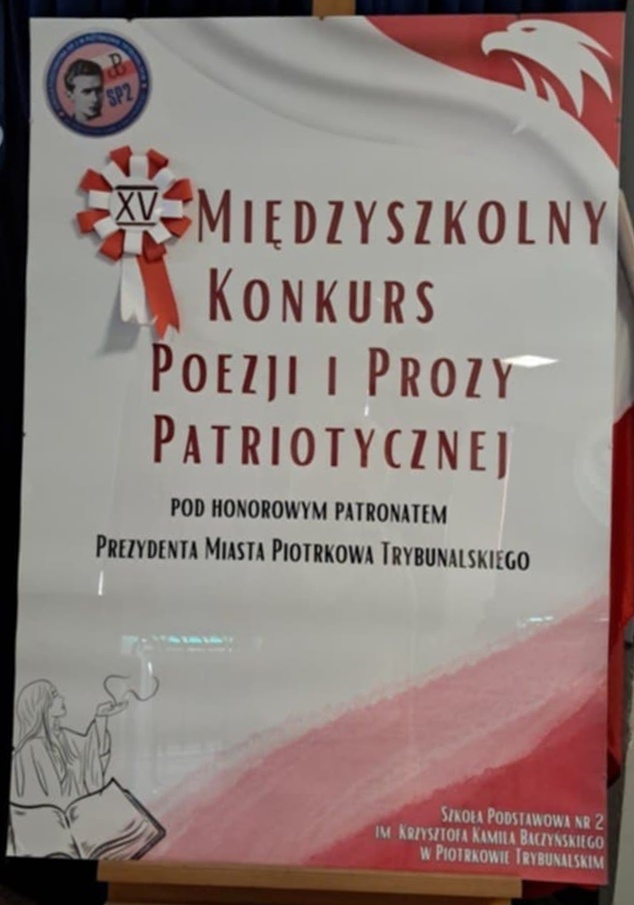 SP2
XV
MIĘDZYSZKOLNY
KONKURS
POEZJI I PROZY
PATRIOTYCZNEJ
POD HONOROWYM PATRONATEM
PREZYDENTA MIASTA PIOTRKOWA TRYBUNALSKIEGO
SZKOŁA PODSTAWOWA NR 2
IM. KRZYSZTOFA KAMILA BACZYŃSKIEGO
W PIOTRKOWIE TRYBUNALSKIM